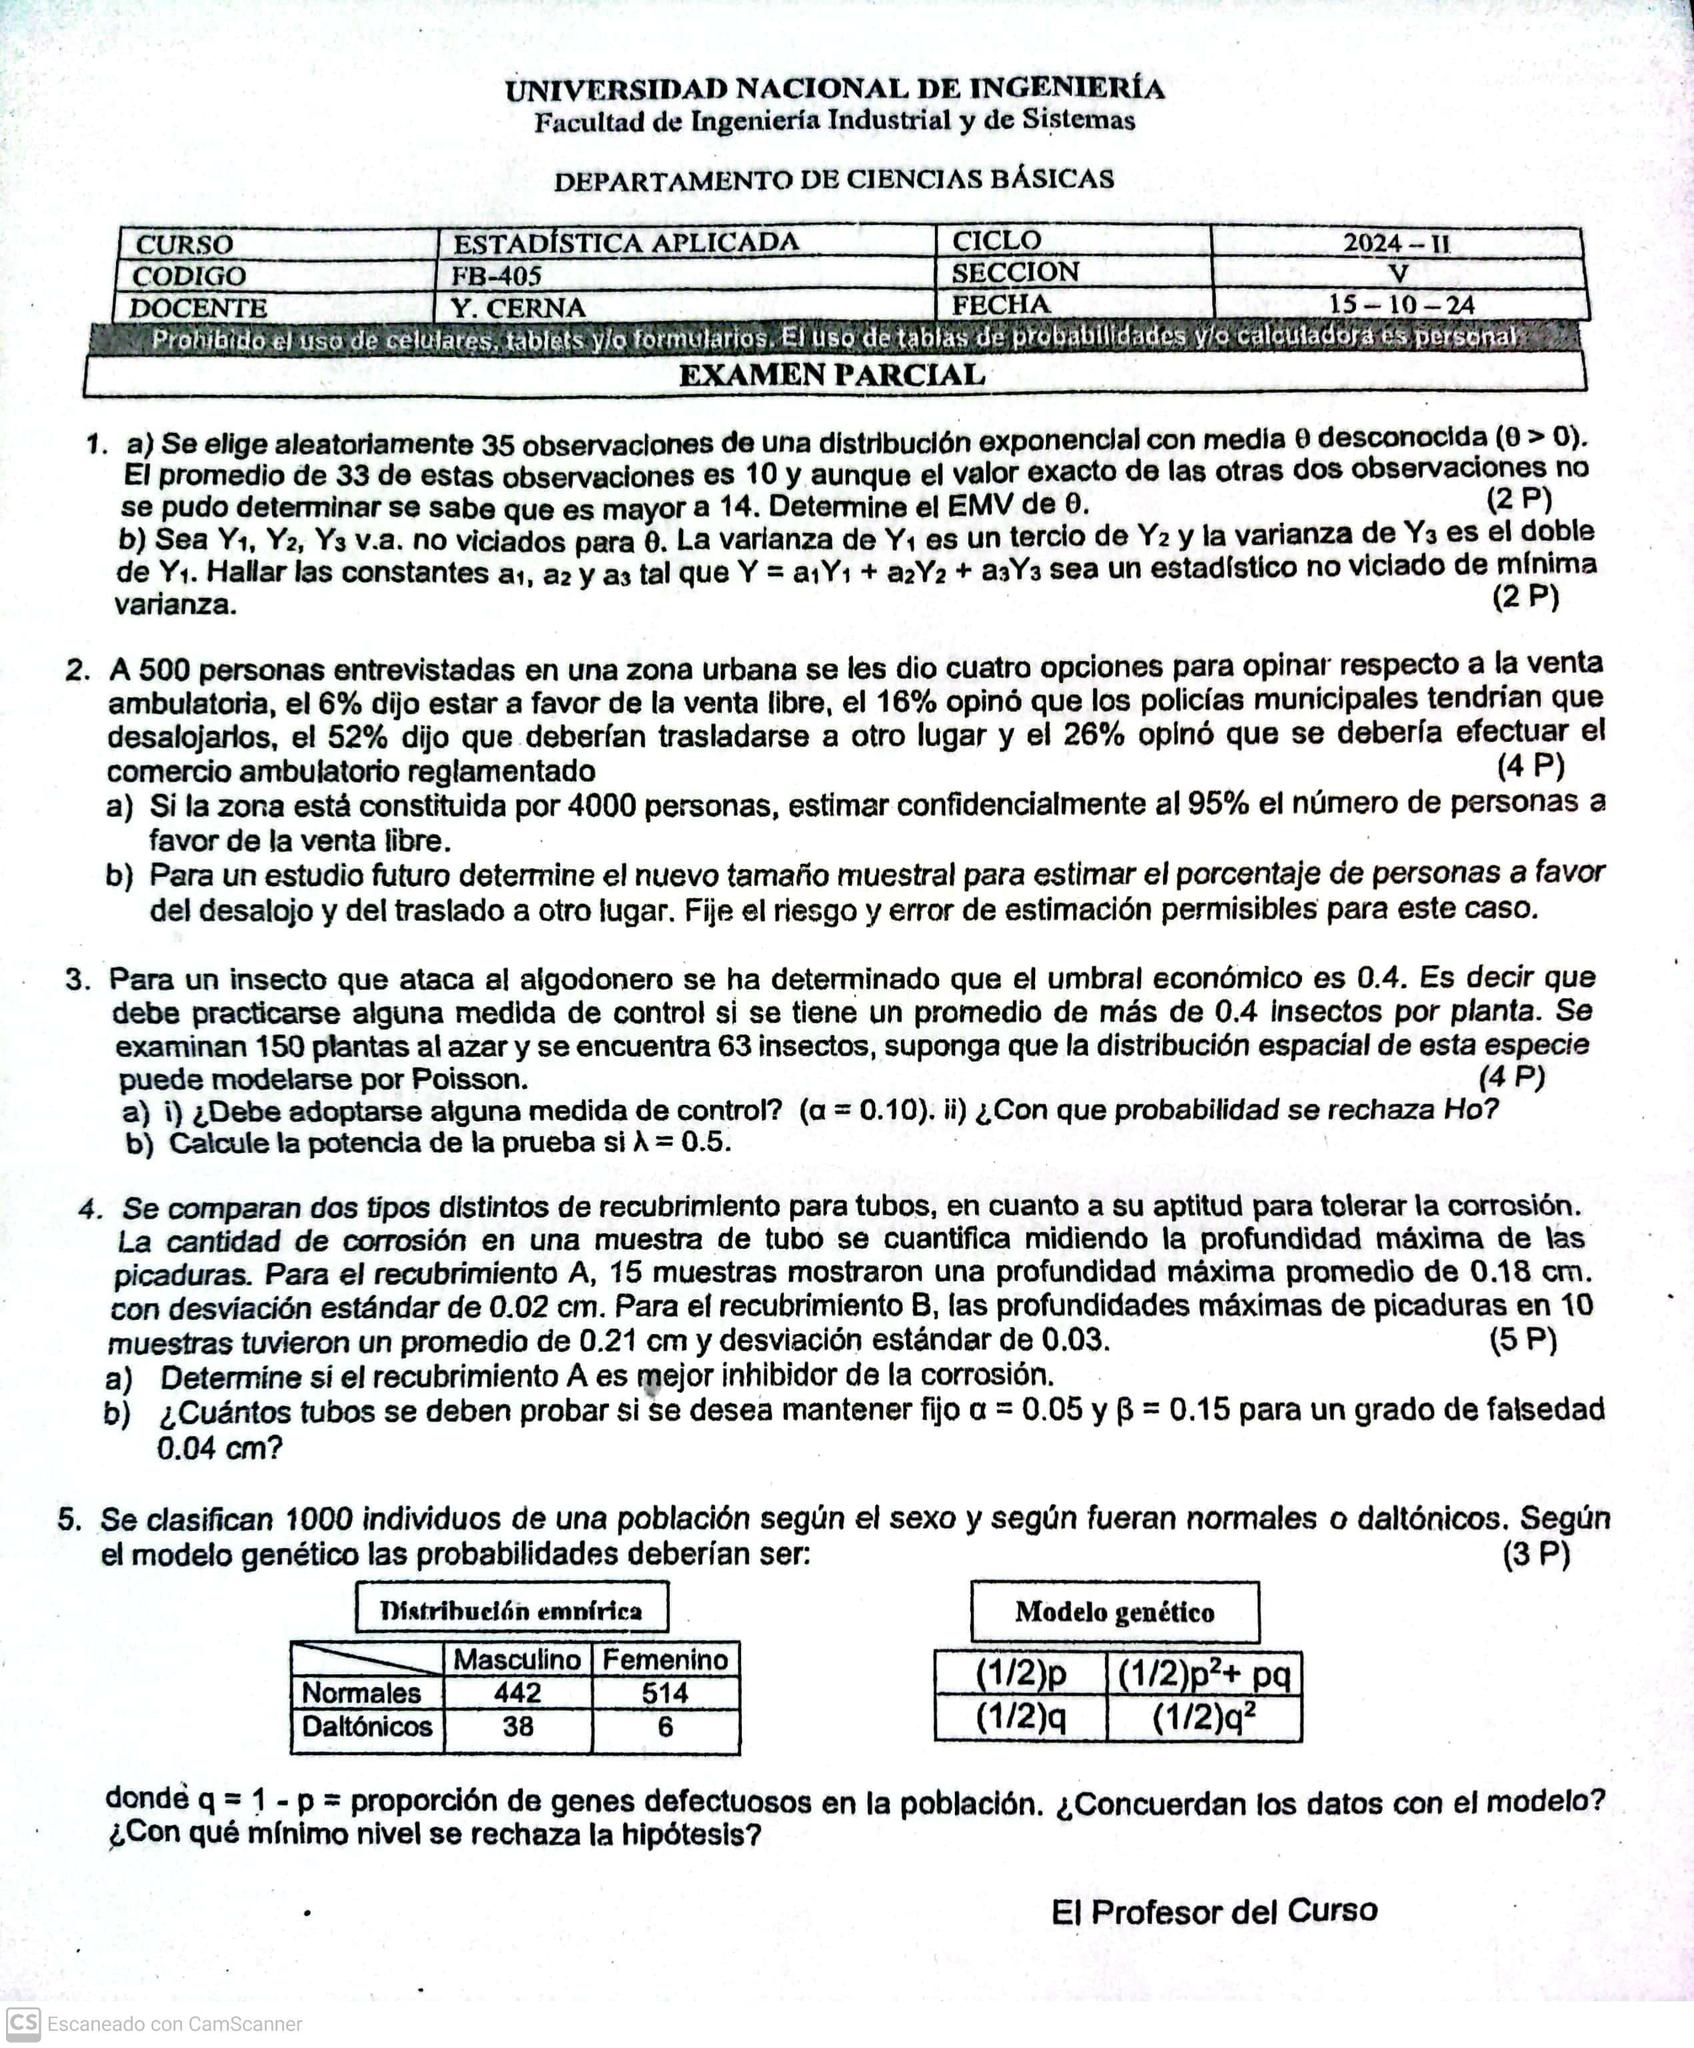 UNIVERSIDAD NACIONAL DE INGENIERÍA
Facultad de Ingeniería Industrial y de Sistemas
DEPARTAMENTO DE CIENCIAS BÁSICAS
CURSO ESTADÍSTICA APLICADA CICLO 2024 – II
CODIGO FB-405 SECCION V
DOCENTE Y. CERNA FECHA 15 – 10 – 24
Prohibido el uso de celulares, tablets y/o formularios. El uso de tablas de probabilidades y/o calculadora es personal
EXAMEN PARCIAL
1. a) Se elige aleatoriamente 35 observaciones de una distribución exponencial con media θ desconocida (θ > 0).
El promedio de 33 de estas observaciones es 10 y aunque el valor exacto de las otras dos observaciones no
se pudo determinar se sabe que es mayor a 14. Determine el EMV de θ. (2 P)
b) Sea Y₁, Y₂, Y₃ v.a. no viciados para θ. La varianza de Y₁ es un tercio de Y₂ y la varianza de Y₃ es el doble
de Y₁. Hallar las constantes a₁, a₂ y a₃ tal que Y = a₁Y₁ + a₂Y₂ + a₃Y₃ sea un estadístico no viciado de mínima
varianza. (2 P)
2. A 500 personas entrevistadas en una zona urbana se les dio cuatro opciones para opinar respecto a la venta
ambulatoria, el 6% dijo estar a favor de la venta libre, el 16% opinó que los policías municipales tendrían que
desalojarlos, el 52% dijo que deberían trasladarse a otro lugar y el 26% opinó que se debería efectuar el
comercio ambulatorio reglamentado (4 P)
a) Si la zona está constituida por 4000 personas, estimar confidencialmente al 95% el número de personas a
favor de la venta libre.
b) Para un estudio futuro determine el nuevo tamaño muestral para estimar el porcentaje de personas a favor
del desalojo y del traslado a otro lugar. Fije el riesgo y error de estimación permisibles para este caso.
3. Para un insecto que ataca al algodonero se ha determinado que el umbral económico es 0.4. Es decir que
debe practicarse alguna medida de control si se tiene un promedio de más de 0.4 insectos por planta. Se
examinan 150 plantas al azar y se encuentra 63 insectos, suponga que la distribución espacial de esta especie
puede modelarse por Poisson. (4 P)
a) i) ¿Debe adoptarse alguna medida de control? (α = 0.10). ii) ¿Con que probabilidad se rechaza Ho?
b) Calcule la potencia de la prueba si λ = 0.5.
4. Se comparan dos tipos distintos de recubrimiento para tubos, en cuanto a su aptitud para tolerar la corrosión.
La cantidad de corrosión en una muestra de tubo se cuantifica midiendo la profundidad máxima de las
picaduras. Para el recubrimiento A, 15 muestras mostraron una profundidad máxima promedio de 0.18 cm.
con desviación estándar de 0.02 cm. Para el recubrimiento B, las profundidades máximas de picaduras en 10
muestras tuvieron un promedio de 0.21 cm y desviación estándar de 0.03. (5 P)
a) Determine si el recubrimiento A es mejor inhibidor de la corrosión.
b) ¿Cuántos tubos se deben probar si se desea mantener fijo α = 0.05 y β = 0.15 para un grado de falsedad
0.04 cm?
5. Se clasifican 1000 individuos de una población según el sexo y según fueran normales o daltónicos. Según
el modelo genético las probabilidades deberían ser: (3 P)
Distribución empírica Modelo genético
Masculino Femenino
Normales 442 514
Daltónicos 38 6
(1/2)p (1/2)p²+ pq
(1/2)q (1/2)q²
donde q = 1 - p = proporción de genes defectuosos en la población. ¿Concuerdan los datos con el modelo?
¿Con qué mínimo nivel se rechaza la hipótesis?
El Profesor del Curso
CS Escaneado con CamScanner